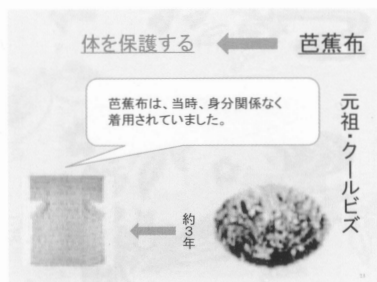 体を保護する
芭蕉布
芭蕉布は、当時、身分関係なく
着用されていました。
元祖・クールビズ
約3年